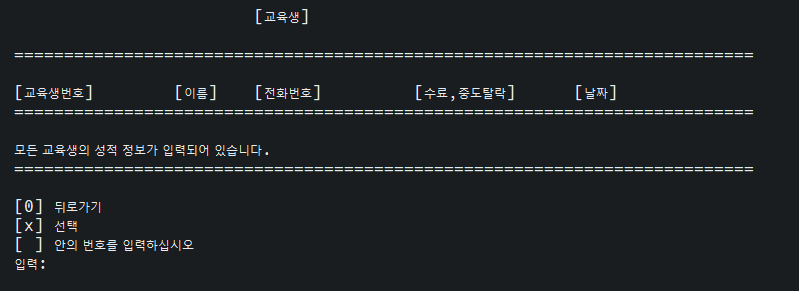 [교육생]
==========================================================================
[교육생번호] [이름] [전화번호] [수료,중도탈락] [날짜]
==========================================================================
모든 교육생의 성적 정보가 입력되어 있습니다.
==========================================================================
[0] 뒤로가기
[x] 선택
[ ] 안의 번호를 입력하십시오
입력: